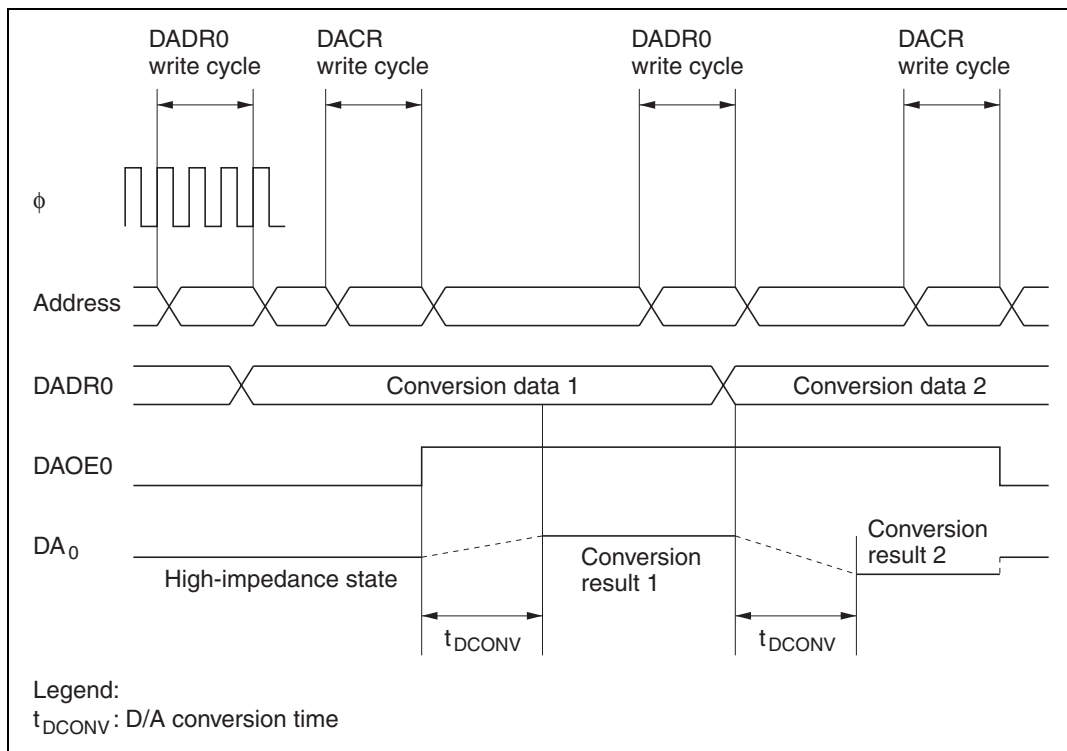 DADR0
write cycle
DACR
write cycle
DADR0
write cycle
DACR
write cycle
ϕ
Address
DADR0
Conversion data 1
Conversion data 2
DAOE0
DA0
High-impedance state
Conversion
result 1
Conversion
result 2
tDCONV
tDCONV
Legend:
tDCONV : D/A conversion time